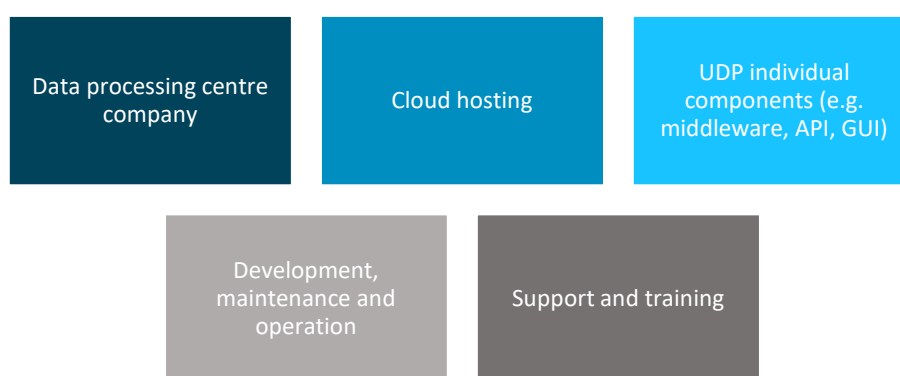 Data processing centre
company
Cloud hosting
UDP individual
components (e.g.
middleware, API, GUI)
Development,
maintenance and
operation
Support and training